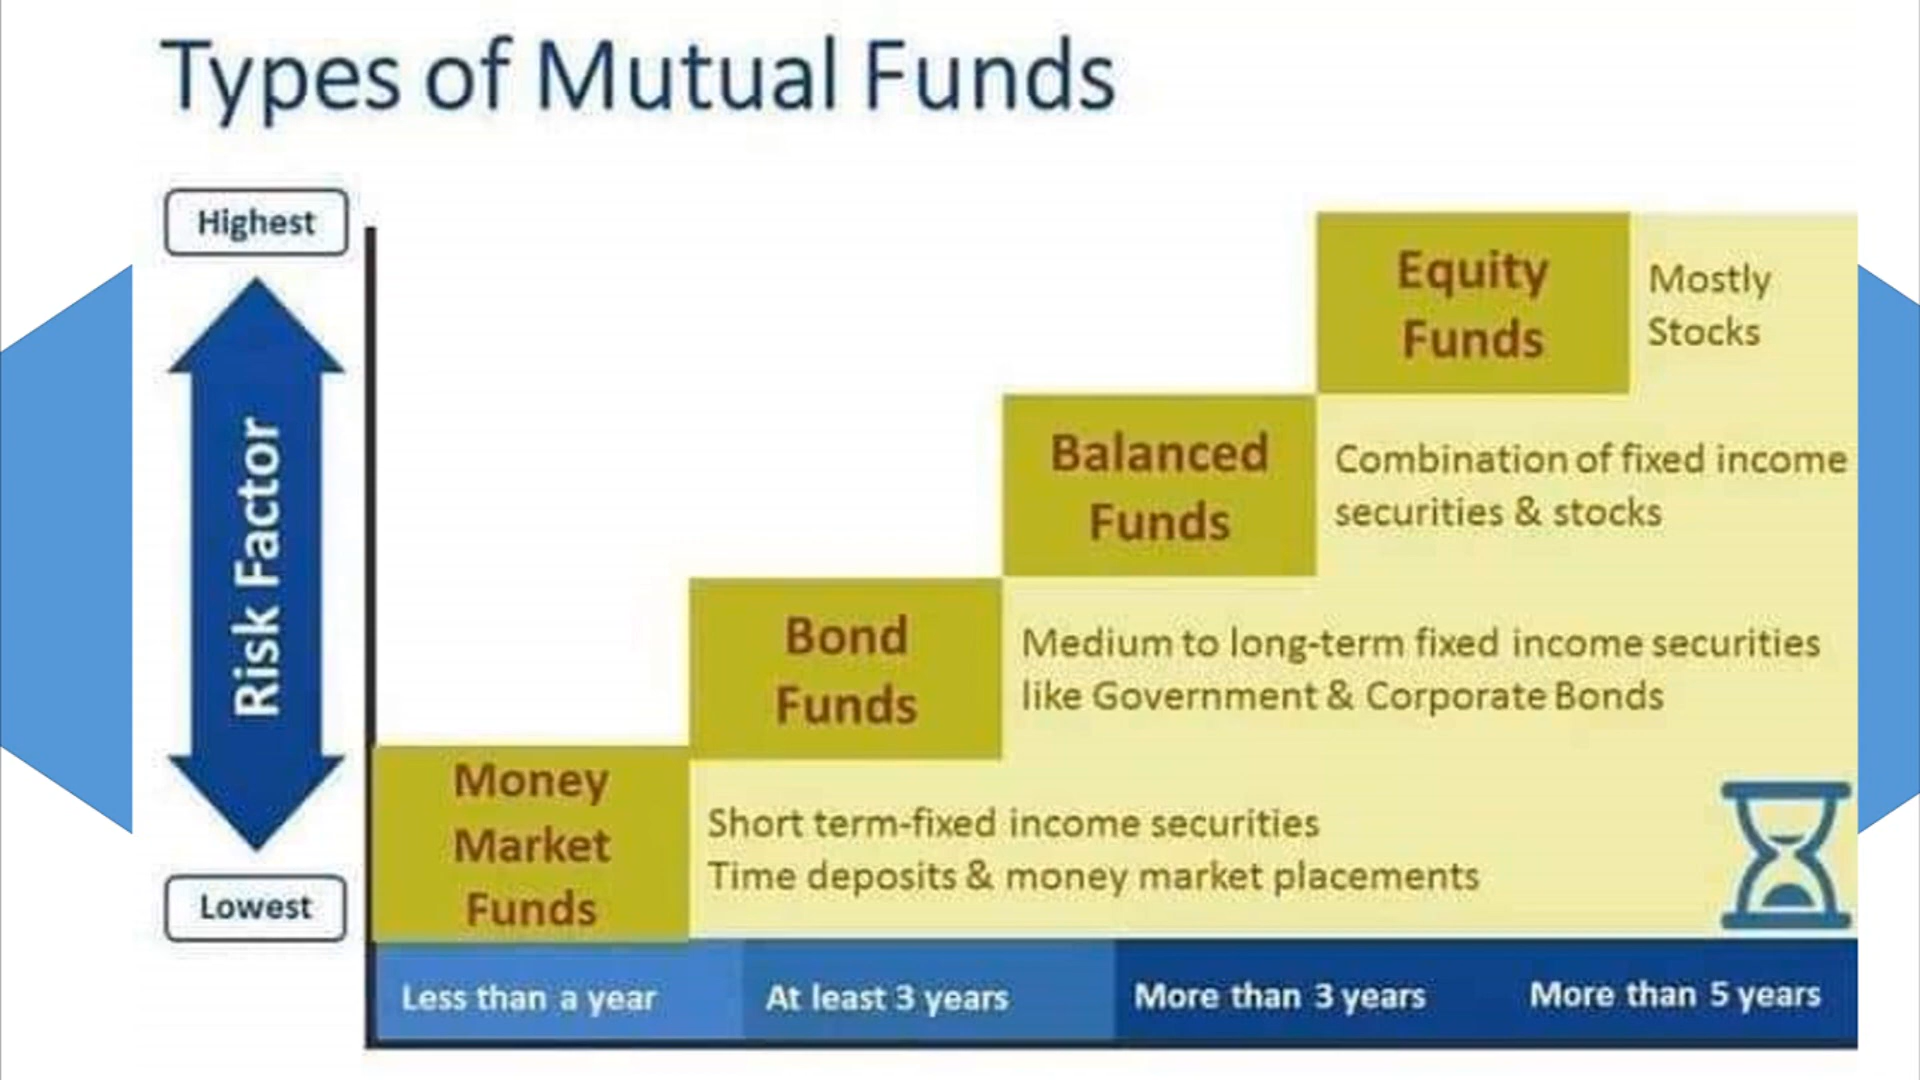 Types of Mutual Funds
Highest
Risk Factor
Lowest
Equity
Funds
Mostly
Stocks
Balanced
Funds
Combination of fixed income
securities & stocks
Bond
Funds
Medium to long-term fixed income securities
like Government & Corporate Bonds
Money
Market
Funds
Short term-fixed income securities
Time deposits & money market placements
Less than a year
At least 3 years
More than 3 years
More than 5 years